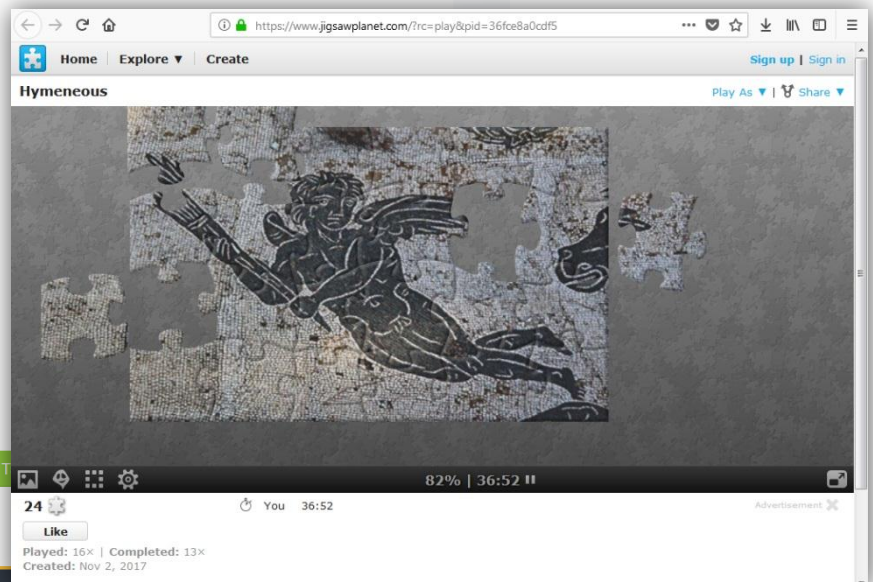 https://www.jigsawplanet.com/?rc=play&pid=36fce8a0cdf5
Home Explore ▼ Create Sign up | Sign in
Hymeneous Play As ▼ | Share ▼
T
82% | 36:52
24 You 36:52 Advertisement
Like
Played: 16× | Completed: 13×
Created: Nov 2, 2017